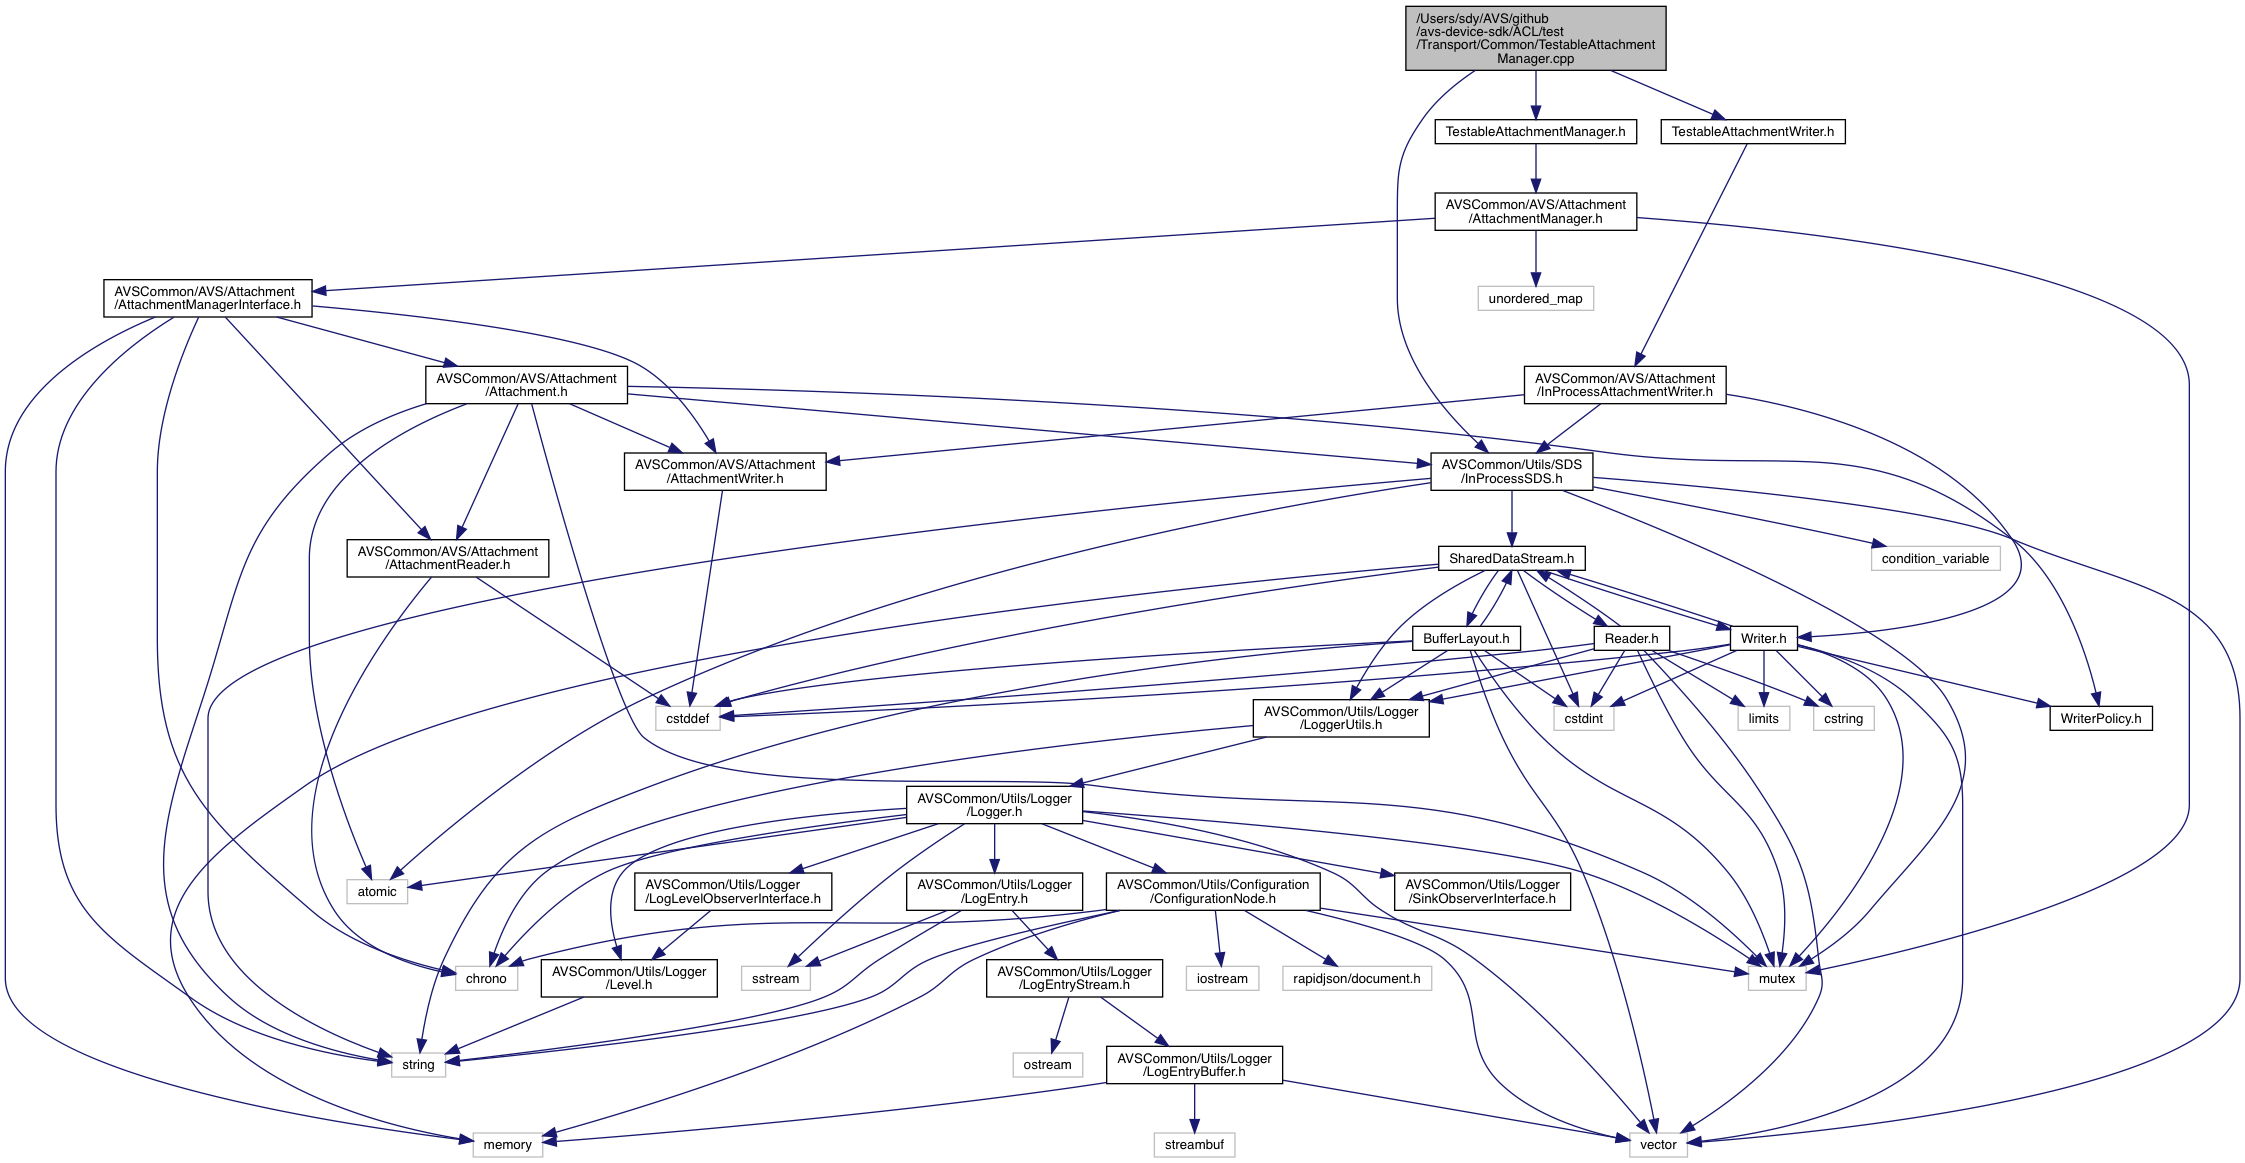 /Users/sdy/AVS/github
/avs-device-sdk/ACL/test
/Transport/Common/TestableAttachment
Manager.cpp
TestableAttachmentManager.h
TestableAttachmentWriter.h
AVSCommon/AVS/Attachment
/AttachmentManager.h
AVSCommon/AVS/Attachment
/AttachmentManagerInterface.h
unordered_map
AVSCommon/AVS/Attachment
/Attachment.h
AVSCommon/AVS/Attachment
/InProcessAttachmentWriter.h
AVSCommon/AVS/Attachment
/AttachmentWriter.h
AVSCommon/Utils/SDS
/InProcessSDS.h
AVSCommon/AVS/Attachment
/AttachmentReader.h
SharedDataStream.h
condition_variable
BufferLayout.h
Reader.h
Writer.h
cstddef
AVSCommon/Utils/Logger
/LoggerUtils.h
cstdint
limits
cstring
WriterPolicy.h
AVSCommon/Utils/Logger
/Logger.h
atomic
AVSCommon/Utils/Logger
/LogLevelObserverInterface.h
AVSCommon/Utils/Logger
/LogEntry.h
AVSCommon/Utils/Configuration
/ConfigurationNode.h
AVSCommon/Utils/Logger
/SinkObserverInterface.h
chrono
AVSCommon/Utils/Logger
/Level.h
sstream
AVSCommon/Utils/Logger
/LogEntryStream.h
iostream
rapidjson/document.h
mutex
string
ostream
AVSCommon/Utils/Logger
/LogEntryBuffer.h
memory
streambuf
vector